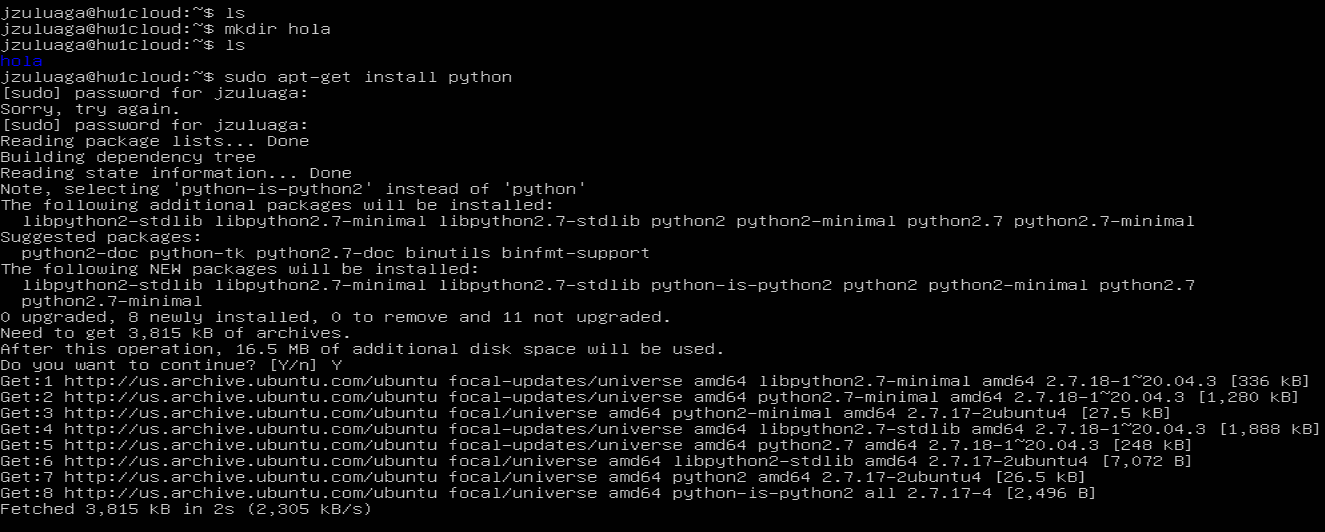 jzuluaga@hw1cloud:~$ ls
jzuluaga@hw1cloud:~$ mkdir hola
jzuluaga@hw1cloud:~$ ls
hola
jzuluaga@hw1cloud:~$ sudo apt-get install python
[sudo] password for jzuluaga:
Sorry, try again.
[sudo] password for jzuluaga:
Reading package lists... Done
Building dependency tree
Reading state information... Done
Note, selecting 'python-is-python2' instead of 'python'
The following additional packages will be installed:
  libpython2-stdlib libpython2.7-minimal libpython2.7-stdlib python2 python2-minimal python2.7 python2.7-minimal
Suggested packages:
  python2-doc python-tk python2.7-doc binutils binfmt-support
The following NEW packages will be installed:
  libpython2-stdlib libpython2.7-minimal libpython2.7-stdlib python-is-python2 python2 python2-minimal python2.7
  python2.7-minimal
0 upgraded, 8 newly installed, 0 to remove and 11 not upgraded.
Need to get 3,815 kB of archives.
After this operation, 16.5 MB of additional disk space will be used.
Do you want to continue? [Y/n] Y
Get:1 http://us.archive.ubuntu.com/ubuntu focal-updates/universe amd64 libpython2.7-minimal amd64 2.7.18-1~20.04.3 [336 kB]
Get:2 http://us.archive.ubuntu.com/ubuntu focal-updates/universe amd64 python2.7-minimal amd64 2.7.18-1~20.04.3 [1,280 kB]
Get:3 http://us.archive.ubuntu.com/ubuntu focal/universe amd64 python2-minimal amd64 2.7.17-2ubuntu4 [27.5 kB]
Get:4 http://us.archive.ubuntu.com/ubuntu focal-updates/universe amd64 libpython2.7-stdlib amd64 2.7.18-1~20.04.3 [1,888 kB]
Get:5 http://us.archive.ubuntu.com/ubuntu focal-updates/universe amd64 python2.7 amd64 2.7.18-1~20.04.3 [248 kB]
Get:6 http://us.archive.ubuntu.com/ubuntu focal/universe amd64 libpython2-stdlib amd64 2.7.17-2ubuntu4 [7,072 B]
Get:7 http://us.archive.ubuntu.com/ubuntu focal/universe amd64 python2 amd64 2.7.17-2ubuntu4 [26.5 kB]
Get:8 http://us.archive.ubuntu.com/ubuntu focal/universe amd64 python-is-python2 all 2.7.17-4 [2,496 B]
Fetched 3,815 kB in 2s (2,305 kB/s)